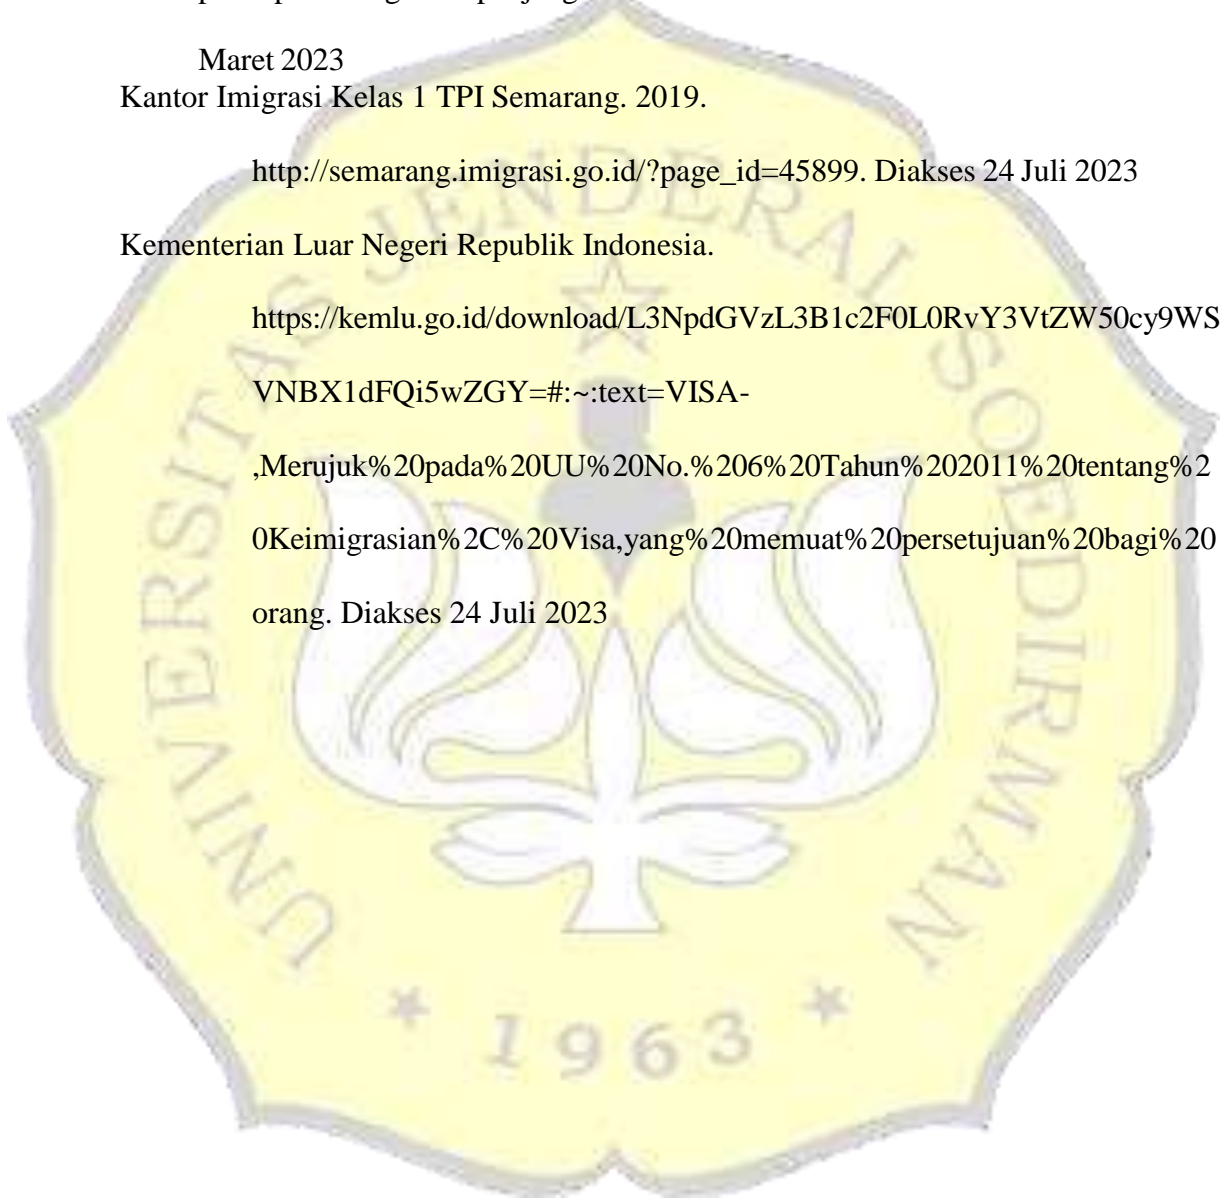 Maret 2023
Kantor Imigrasi Kelas 1 TPI Semarang. 2019.
http://semarang.imigrasi.go.id/?page_id=45899. Diakses 24 Juli 2023
Kementerian Luar Negeri Republik Indonesia.
https://kemlu.go.id/download/L3NpdGVzL3B1c2F0L0RvY3VtZW50cy9WS
VNBX1dFQi5wZGY=#:~:text=VISA-
,Merujuk%20pada%20UU%20No.%206%20Tahun%202011%20tentang%2
0Keimigrasian%2C%20Visa,yang%20memuat%20persetujuan%20bagi%20
orang. Diakses 24 Juli 2023
UNIVERSITAS JENDERAL SOEDIRMAN
1963